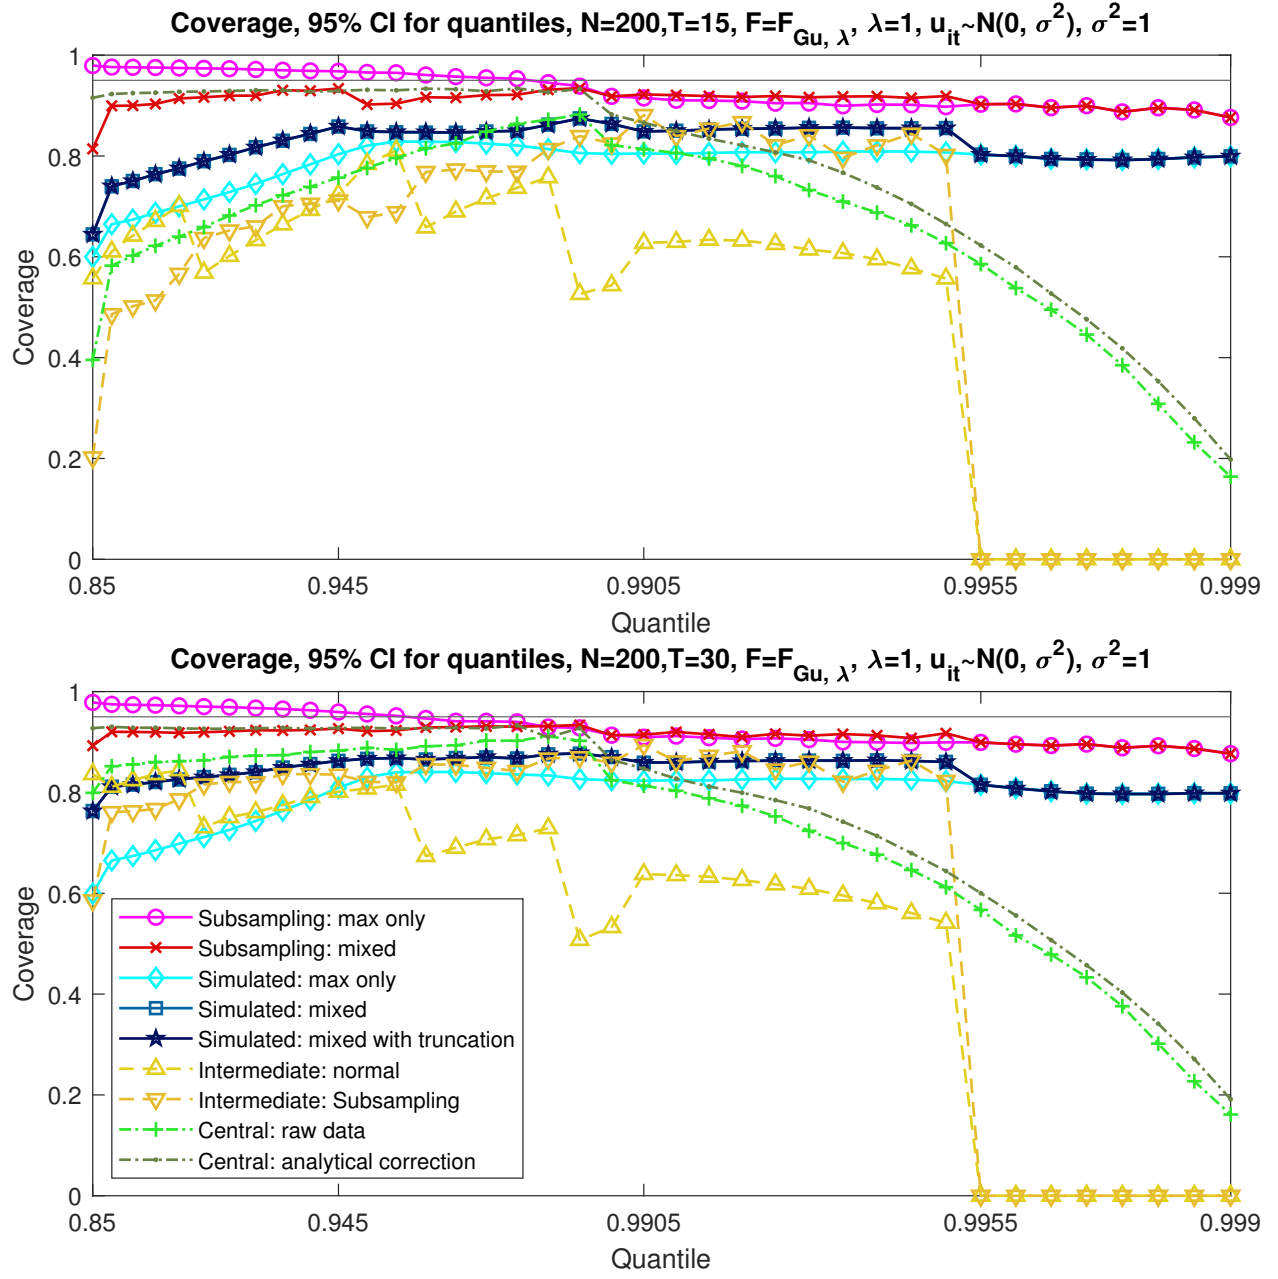 Coverage, 95% CI for quantiles, N=200,T=15, F=F_Gu, λ, λ=1, u_it~N(0, σ²), σ²=1
1
0.8
0.6
0.4
0.2
0
Coverage
0.85 0.945 0.9905 0.9955 0.999
Quantile
Coverage, 95% CI for quantiles, N=200,T=30, F=F_Gu, λ, λ=1, u_it~N(0, σ²), σ²=1
1
0.8
0.6
0.4
0.2
0
Coverage
Subsampling: max only
Subsampling: mixed
Simulated: max only
Simulated: mixed
Simulated: mixed with truncation
Intermediate: normal
Intermediate: Subsampling
Central: raw data
Central: analytical correction
0.85 0.945 0.9905 0.9955 0.999
Quantile